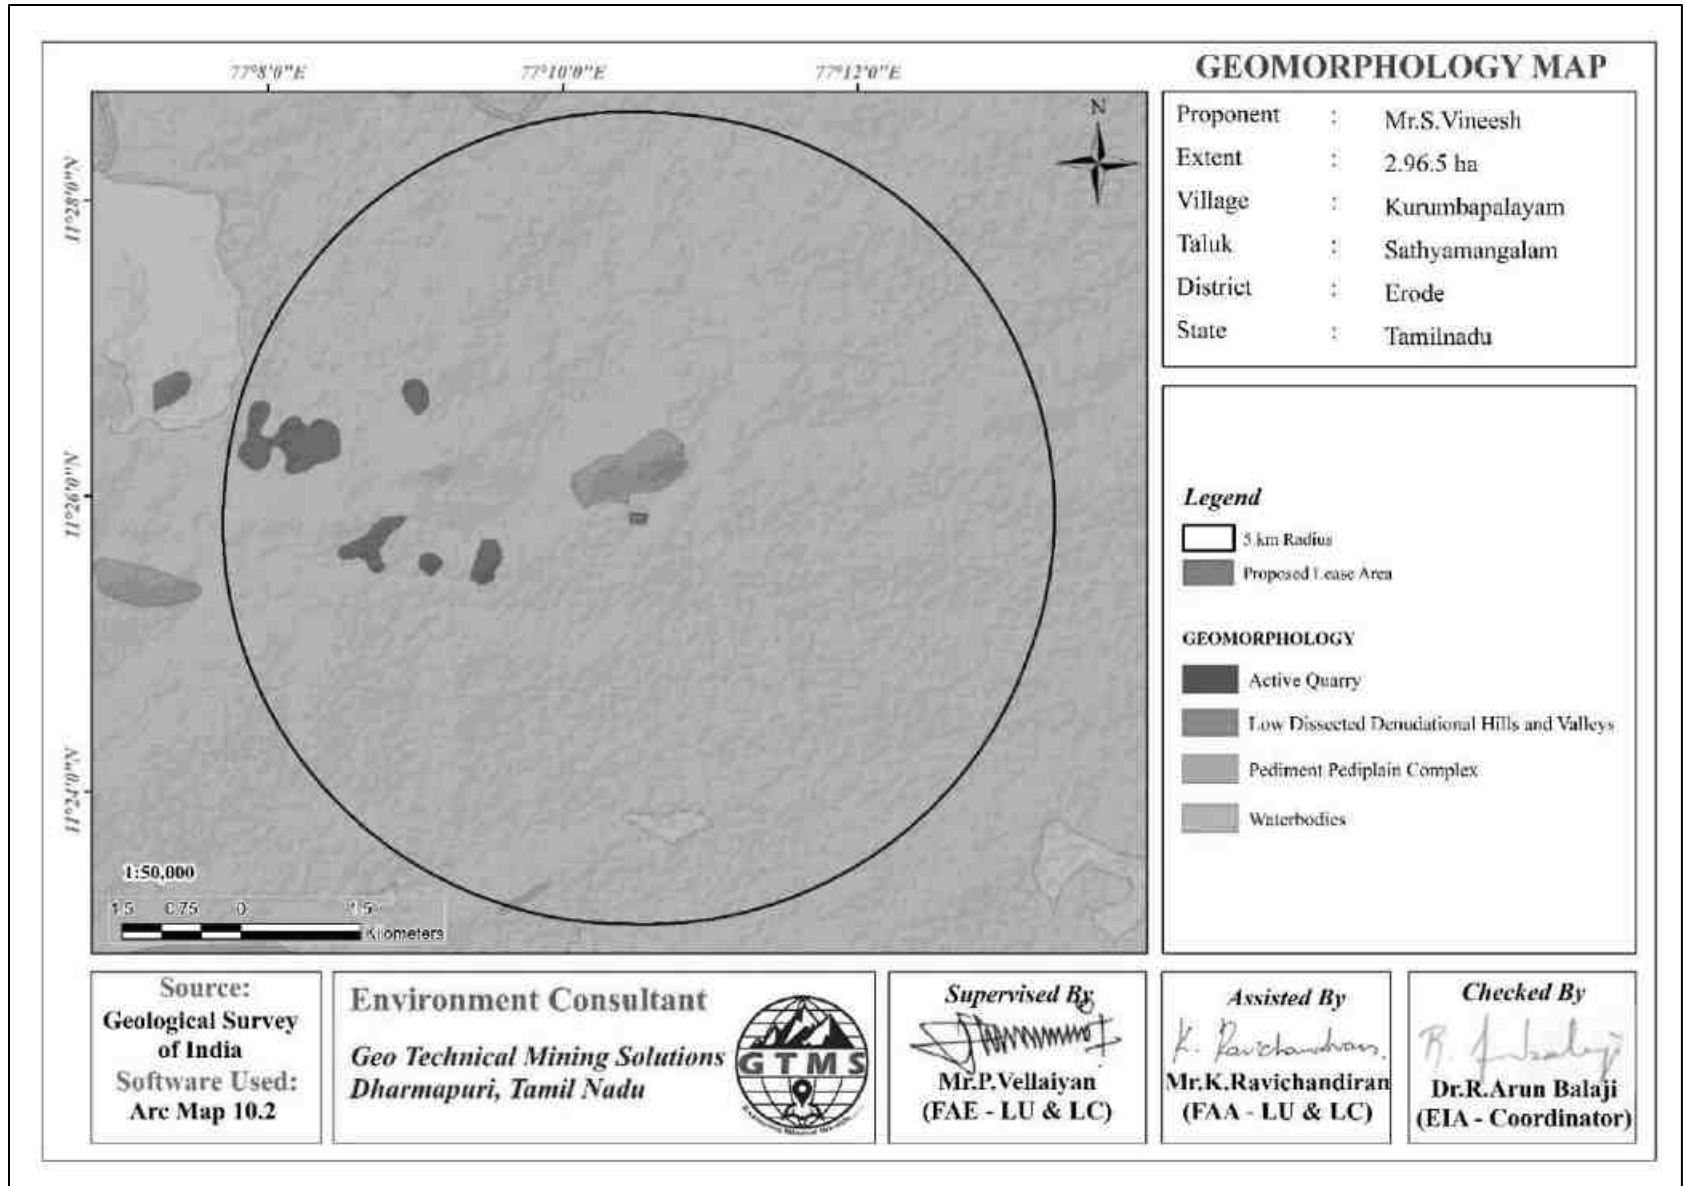 GEOMORPHOLOGY MAP
77°8'0"E
77°10'0"E
77°12'0"E
11°28'0"N
11°26'0"N
11°24'0"N
N
Proponent : Mr.S.Vineesh
Extent : 2.96.5 ha
Village : Kurumbapalayam
Taluk : Sathyamangalam
District : Erode
State : Tamilnadu
Legend
5 km Radius
Proposed Lease Area
GEOMORPHOLOGY
Active Quarry
Low Dissected Denudational Hills and Valleys
Pediment Pediplain Complex
Waterbodies
1:50,000
1.5 0.75 0 1.5
Kilometers
Source:
Geological Survey
of India
Software Used:
Arc Map 10.2
Environment Consultant
Geo Technical Mining Solutions
Dharmapuri, Tamil Nadu
GTMS
Supervised By
Mr.P.Vellaiyan
(FAE - LU & LC)
Assisted By
K. Ravichandran.
Mr.K.Ravichandiran
(FAA - LU & LC)
Checked By
Dr.R.Arun Balaji
(EIA - Coordinator)